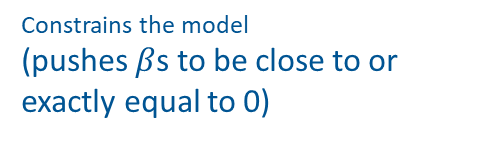 Constrains the model
(pushes βs to be close to or
exactly equal to 0)